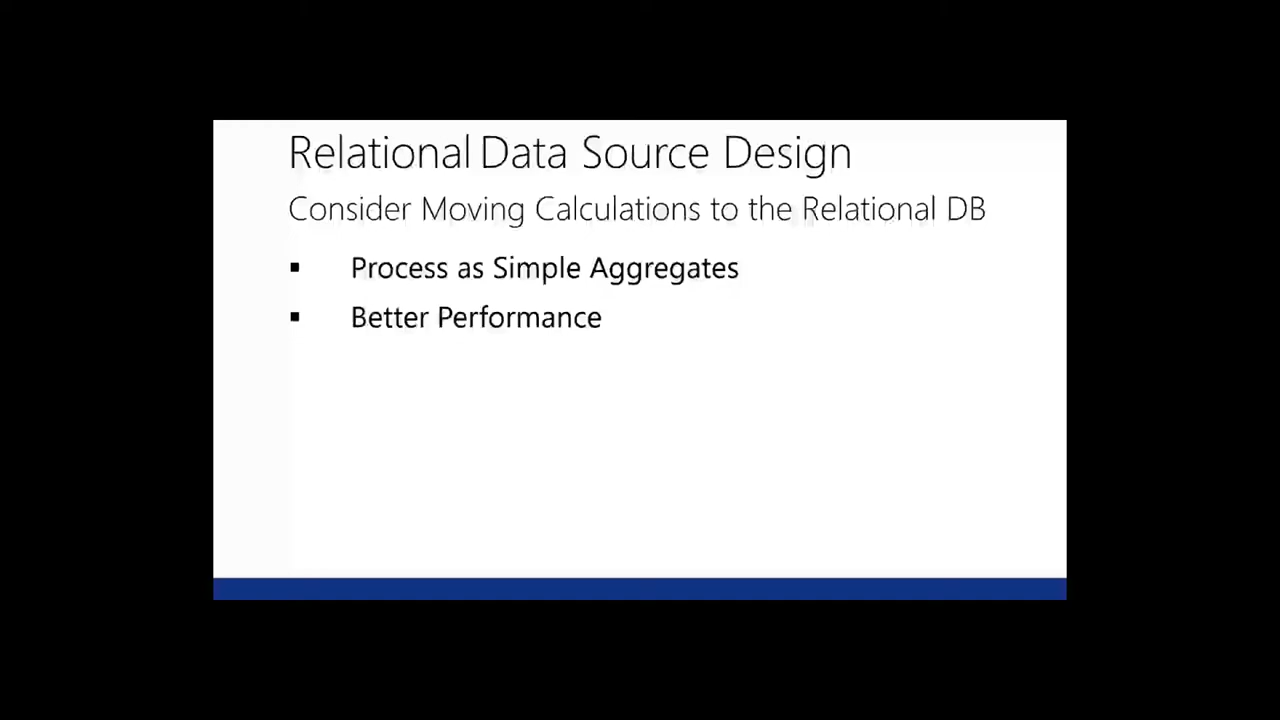 Relational Data Source Design
Consider Moving Calculations to the Relational DB
▪ Process as Simple Aggregates
▪ Better Performance